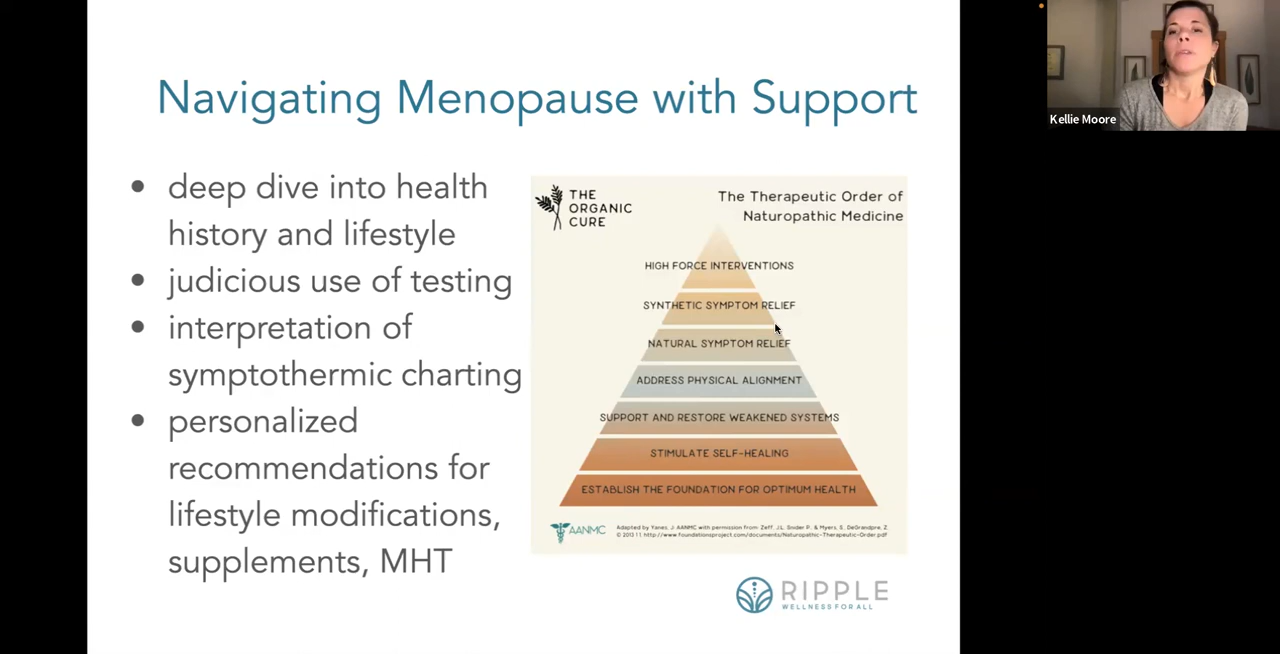 Navigating Menopause with Support
• deep dive into health
history and lifestyle
• judicious use of testing
• interpretation of
symptothermic charting
• personalized
recommendations for
lifestyle modifications,
supplements, MHT
THE
ORGANIC
CURE
The Therapeutic Order of
Naturopathic Medicine
HIGH FORCE INTERVENTIONS
SYNTHETIC SYMPTOM RELIEF
NATURAL SYMPTOM RELIEF
ADDRESS PHYSICAL ALIGNMENT
SUPPORT AND RESTORE WEAKENED SYSTEMS
STIMULATE SELF-HEALING
ESTABLISH THE FOUNDATION FOR OPTIMUM HEALTH
AANMC
Adapted by Yanes, J: AANMC with permission from: Zeff, J.L. Snider P. & Myers, S. DeGrandpre, Z.
© 2013 1 1. http://www.foundationsproject.com/documents/Naturopathic-Therapeutic-Order.pdf
RIPPLE
WELLNESS FOR ALL
Kellie Moore